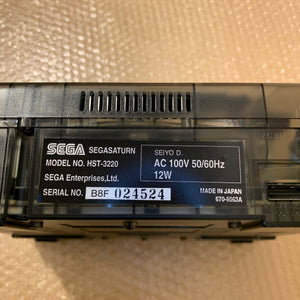 SEGA SEGASATURN
MODEL NO. HST-3220
SEGA Enterprises,Ltd.
SERIAL NO. B8F 024524
SEIYO D.
AC 100V 50/60Hz
12W
MADE IN JAPAN
670-8063A